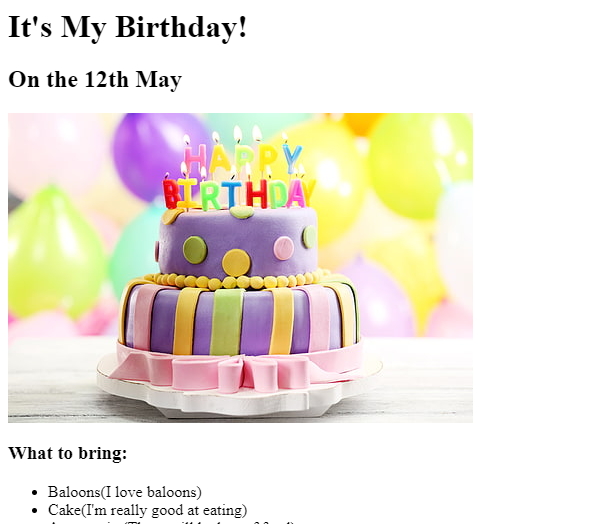 It's My Birthday!
On the 12th May
HAPPY
BIRTHDAY
What to bring:
Baloons(I love baloons)
Cake(I'm really good at eating)